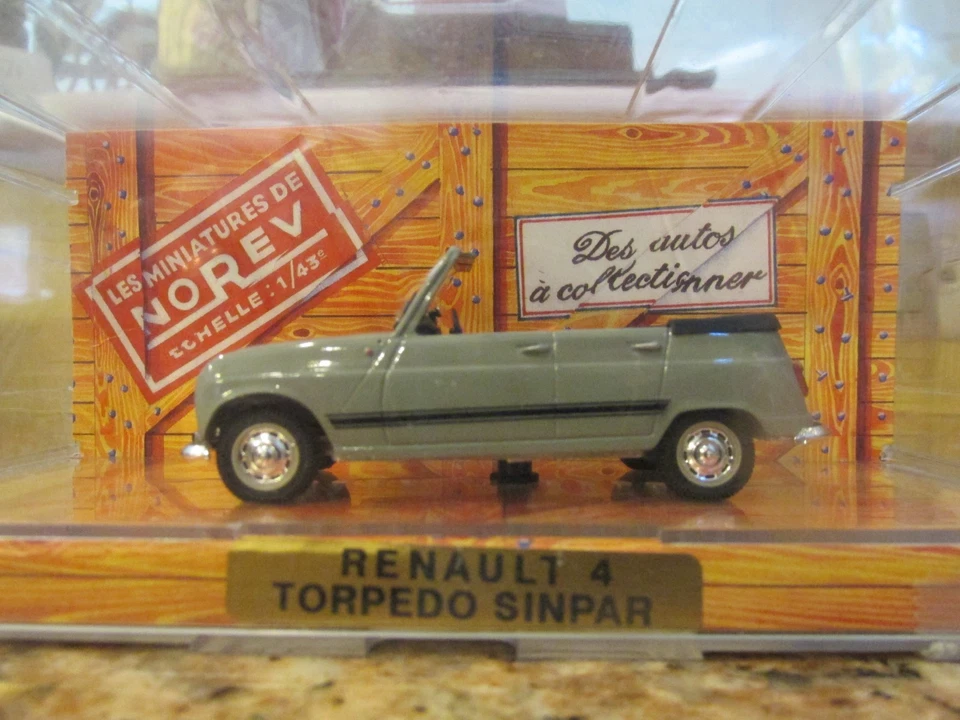 LES MINIATURES DE
NOREV
ECHELLE : 1/43e
Des autos
à collectionner
RENAULT 4
TORPEDO SINPAR